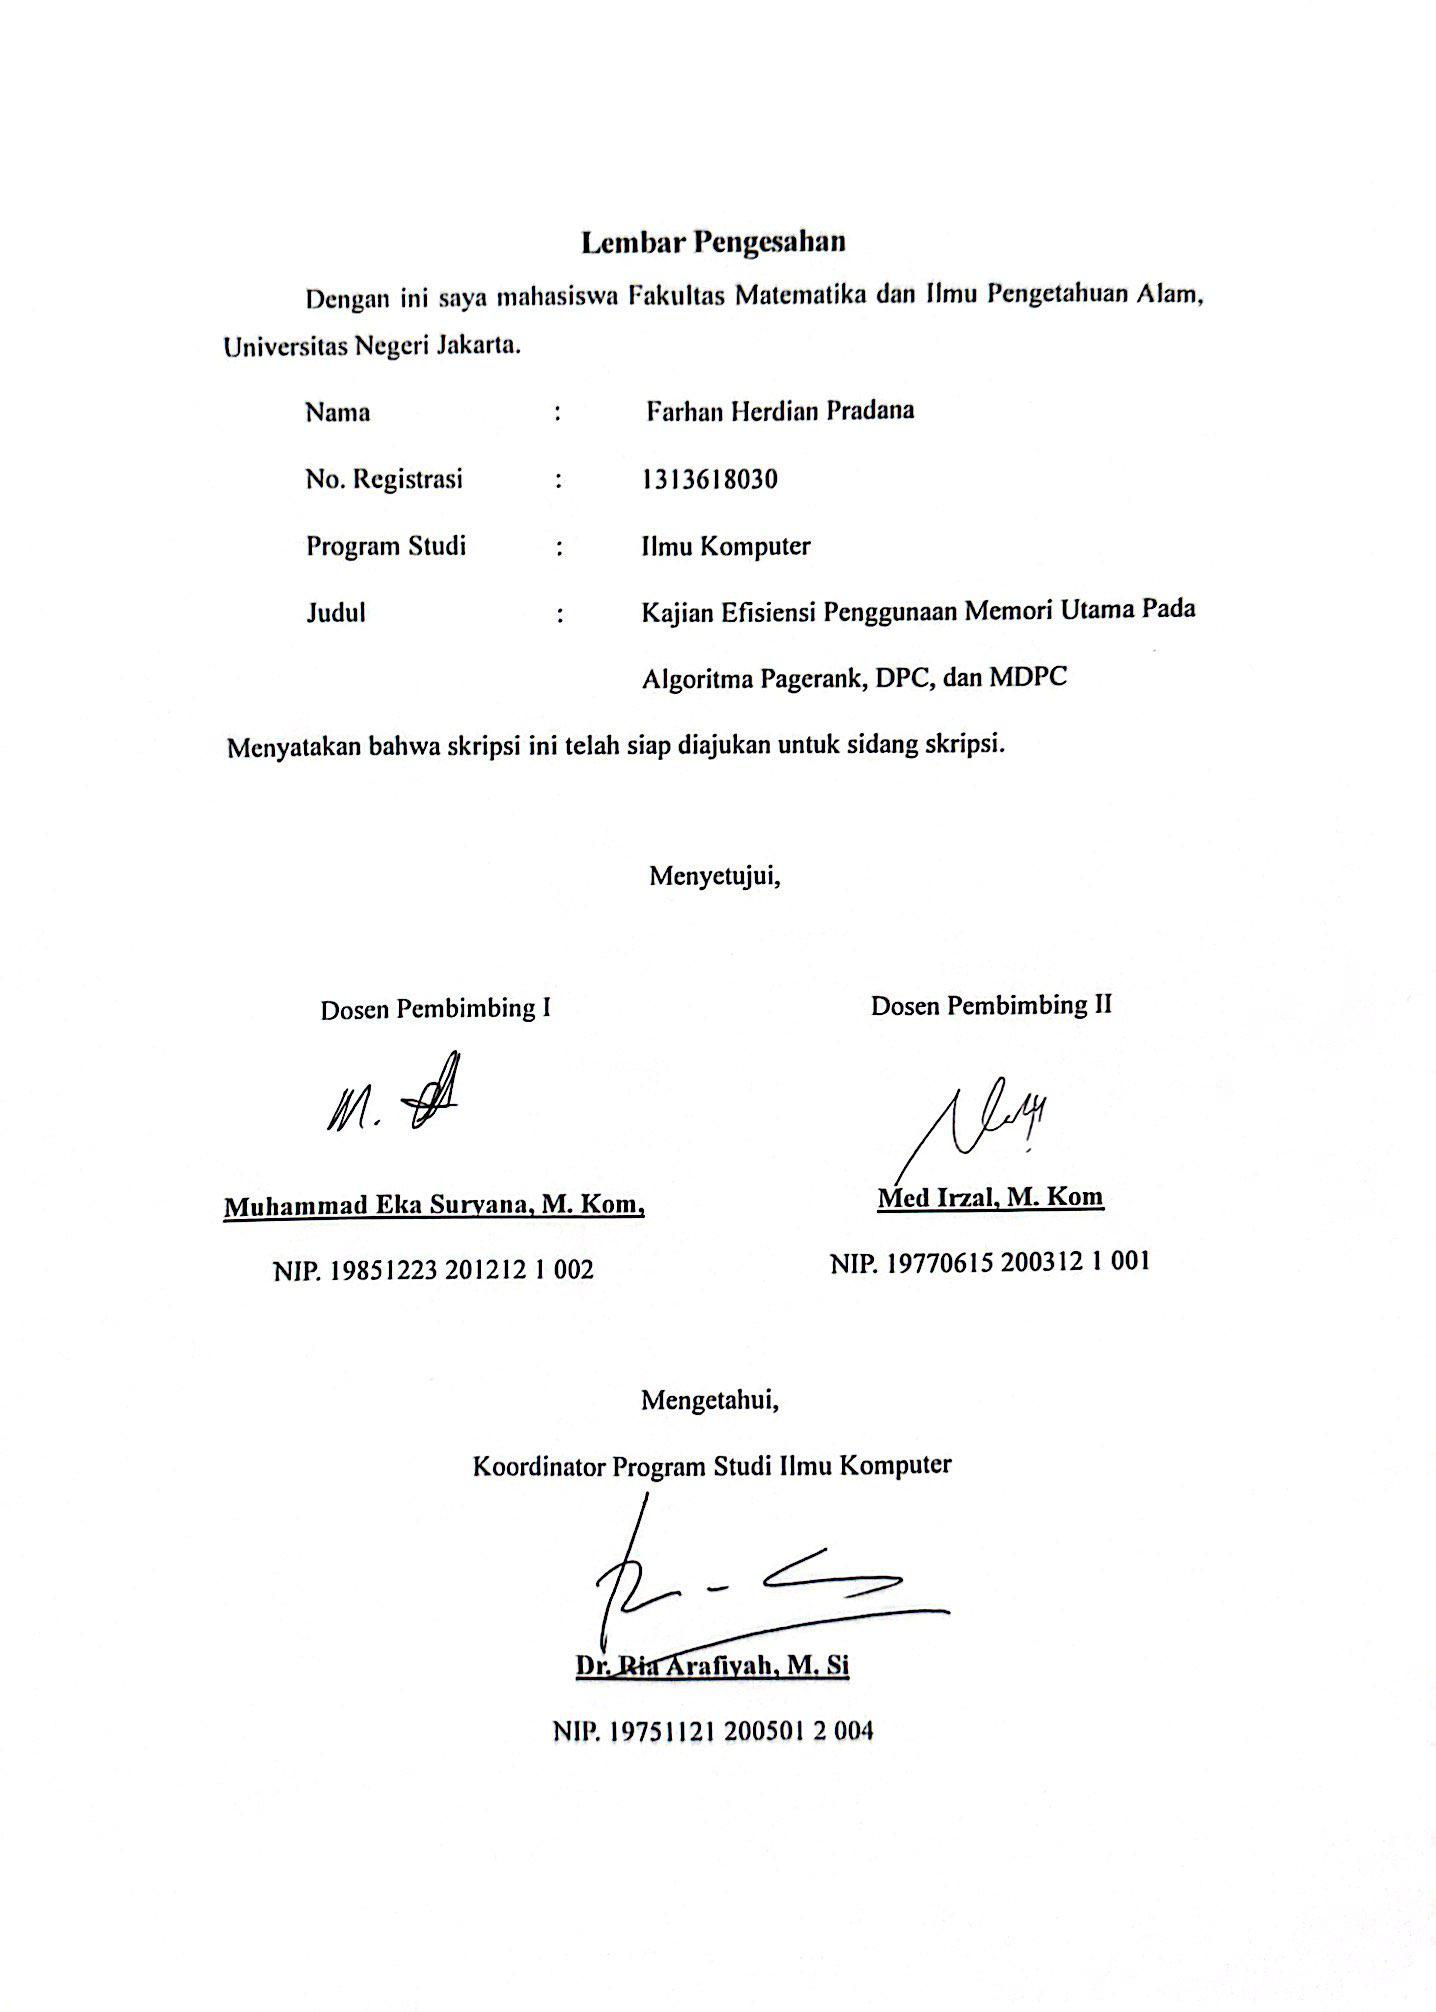 Lembar Pengesahan
Dengan ini saya mahasiswa Fakultas Matematika dan Ilmu Pengetahuan Alam,
Universitas Negeri Jakarta.
Nama : Farhan Herdian Pradana
No. Registrasi : 1313618030
Program Studi : Ilmu Komputer
Judul : Kajian Efisiensi Penggunaan Memori Utama Pada
Algoritma Pagerank, DPC, dan MDPC
Menyatakan bahwa skripsi ini telah siap diajukan untuk sidang skripsi.
Menyetujui,
Dosen Pembimbing I Dosen Pembimbing II
M.
Muhammad Eka Suryana, M. Kom, Med Irzal, M. Kom
NIP. 19851223 201212 1 002 NIP. 19770615 200312 1 001
Mengetahui,
Koordinator Program Studi Ilmu Komputer
Dr. Ria Arafiyah, M. Si
NIP. 19751121 200501 2 004